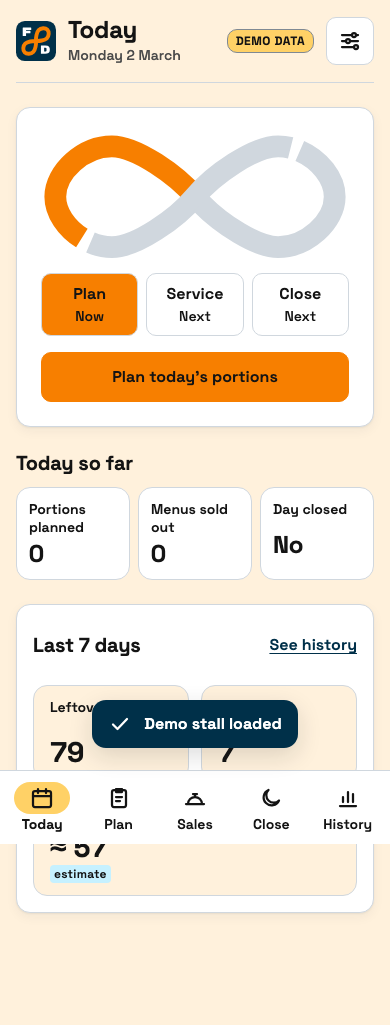 F
D
Today
Monday 2 March
DEMO DATA
Plan
Now
Service
Next
Close
Next
Plan today's portions
Today so far
Portions planned
0
Menus sold out
0
Day closed
No
Last 7 days
See history
79
7
Demo stall loaded
Today
Plan
Sales
Close
History
≈ 57
estimate